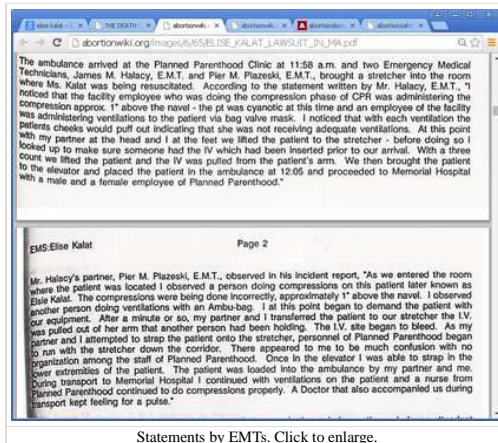 THE DEATH
abortionwiki.org/images/6/65/ELISE_KALAT_LAWSUIT_IN_MA.pdf
The ambulance arrived at the Planned Parenthood Clinic at 11:58 a.m. and two Emergency Medical
Technicians, James M. Halacy, E.M.T. and Pier M. Plazeski, E.M.T., brought a stretcher into the room
where Ms. Kalat was being resuscitated. According to the statement written by Mr. Halacy, E.M.T., "I
noticed that the facility employee who was doing the compression phase of CPR was administering the
compression approx. 1" above the navel - the pt was cyanotic at this time and an employee of the facility
was administering ventilations to the patient via bag valve mask. I noticed that with each ventilation the
patients cheeks would puff out indicating that she was not receiving adequate ventilations. At this point
with my partner at the head and I at the feet we lifted the patient to the stretcher - before doing so I
looked up to make sure someone had the IV which had been inserted prior to our arrival. With a three
count we lifted the patient and the IV was pulled from the patient's arm. We then brought the patient
to the elevator and placed the patient in the ambulance at 12:05 and proceeded to Memorial Hospital
with a male and a female employee of Planned Parenthood."
EMS:Elise Kalat Page 2
Mr. Halacy's partner, Pier M. Plazeski, E.M.T., observed in his incident report, "As we entered the room
where the patient was located I observed a person doing compressions on this patient later known as
Elsie Kalat. The compressions were being done incorrectly, approximately 1" above the navel. I observed
another person doing ventilations with an Ambu-bag. I at this point began to demand the patient with
our equipment. After a minute or so, my partner and I transferred the patient to our stretcher the I.V.
was pulled out of her arm that another person had been holding. The I.V. site began to bleed. As my
partner and I attempted to strap the patient onto the stretcher, personnel of Planned Parenthood began
to run with the stretcher down the corridor. There appeared to me to be much confusion with no
organization among the staff of Planned Parenthood. Once in the elevator I was able to strap in the
lower extremities of the patient. The patient was loaded into the ambulance by my partner and me.
During transport to Memorial Hospital I continued with ventilations on the patient and a nurse from
Planned Parenthood continued to do compressions properly. A Doctor that also accompanied us during
transport kept feeling for a pulse."
Statements by EMTs. Click to enlarge.